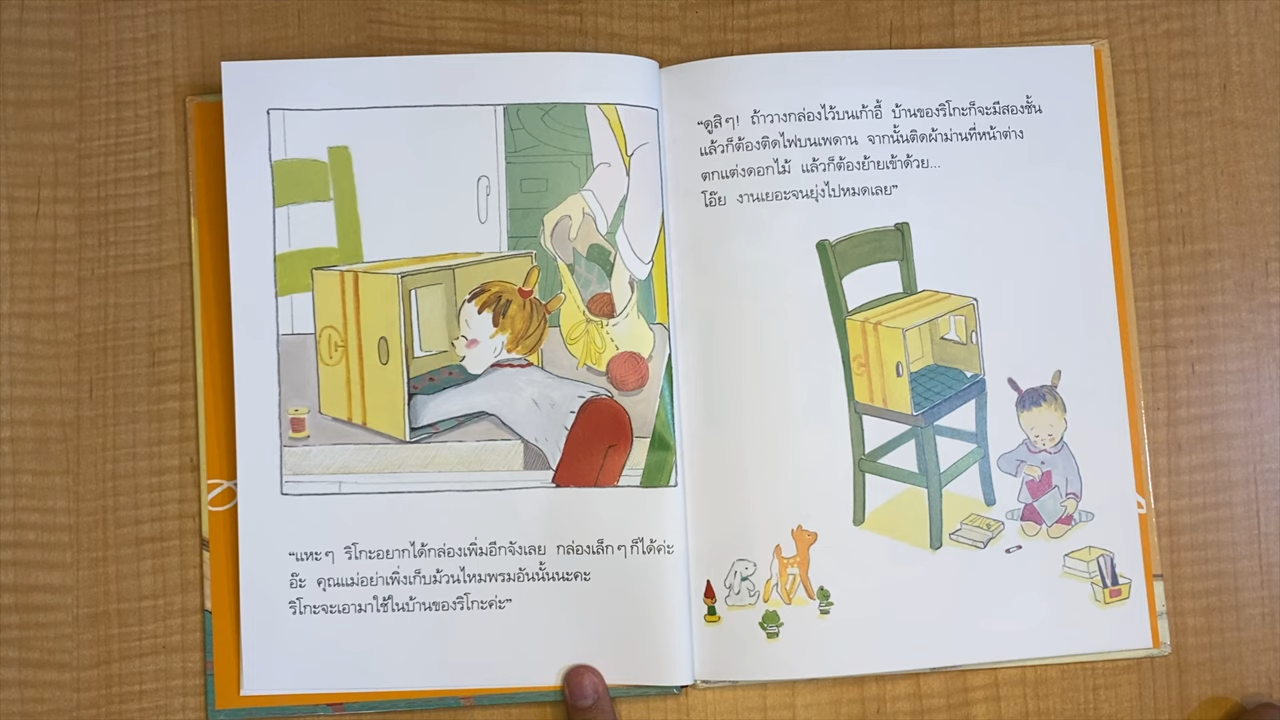 “แหะๆ ริโกะอยากได้กล่องเพิ่มอีกจังเลย กล่องเล็กๆก็ได้ค่ะ
อ๊ะ คุณแม่อย่าเพิ่งเก็บม้วนไหมพรมอันนั้นนะคะ
ริโกะจะเอามาใช้ในบ้านของริโกะค่ะ”
“ดูสิๆ! ถ้าวางกล่องไว้บนเก้าอี้ บ้านของริโกะก็จะมีสองชั้น
แล้วก็ต้องติดไฟบนเพดาน จากนั้นติดผ้าม่านที่หน้าต่าง
ตกแต่งดอกไม้ แล้วก็ต้องย้ายเข้าด้วย...
โอ๊ย งานเยอะจนยุ่งไปหมดเลย”